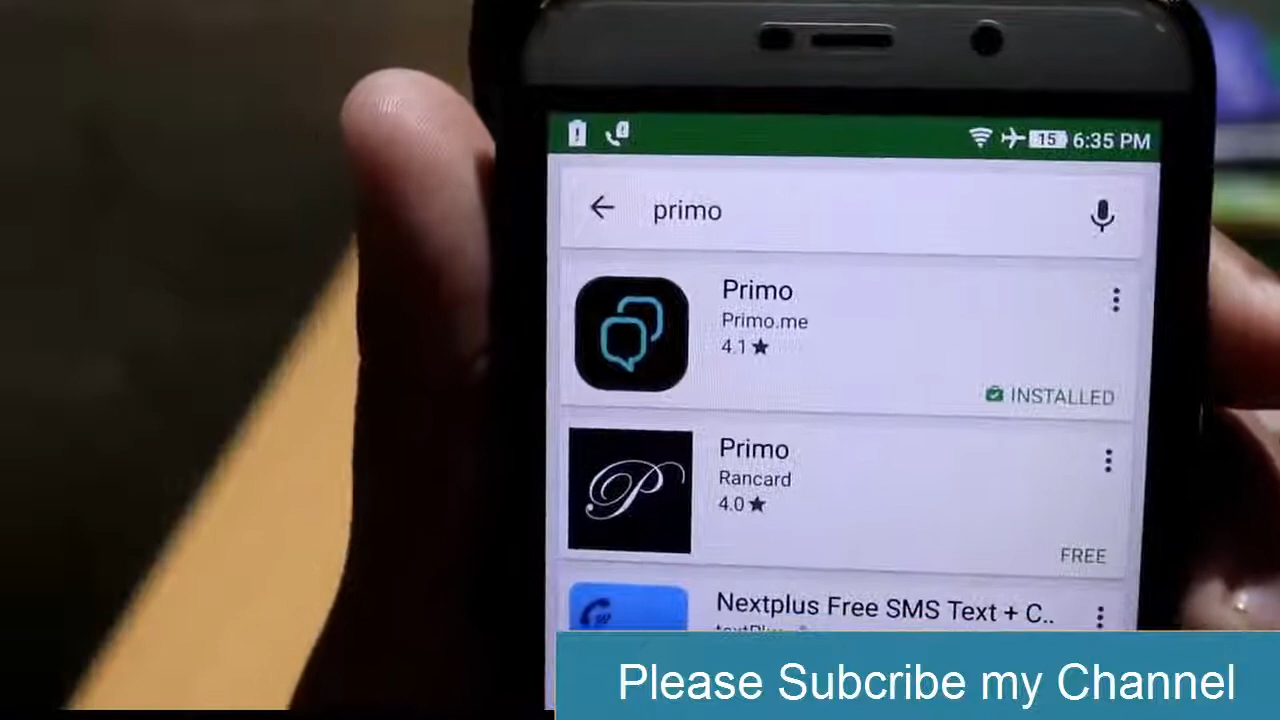 15 6:35 PM
primo
Primo
Primo.me
4.1★
INSTALLED
P
Primo
Rancard
4.0★
FREE
Nextplus Free SMS Text + C..
Please Subcribe my Channel